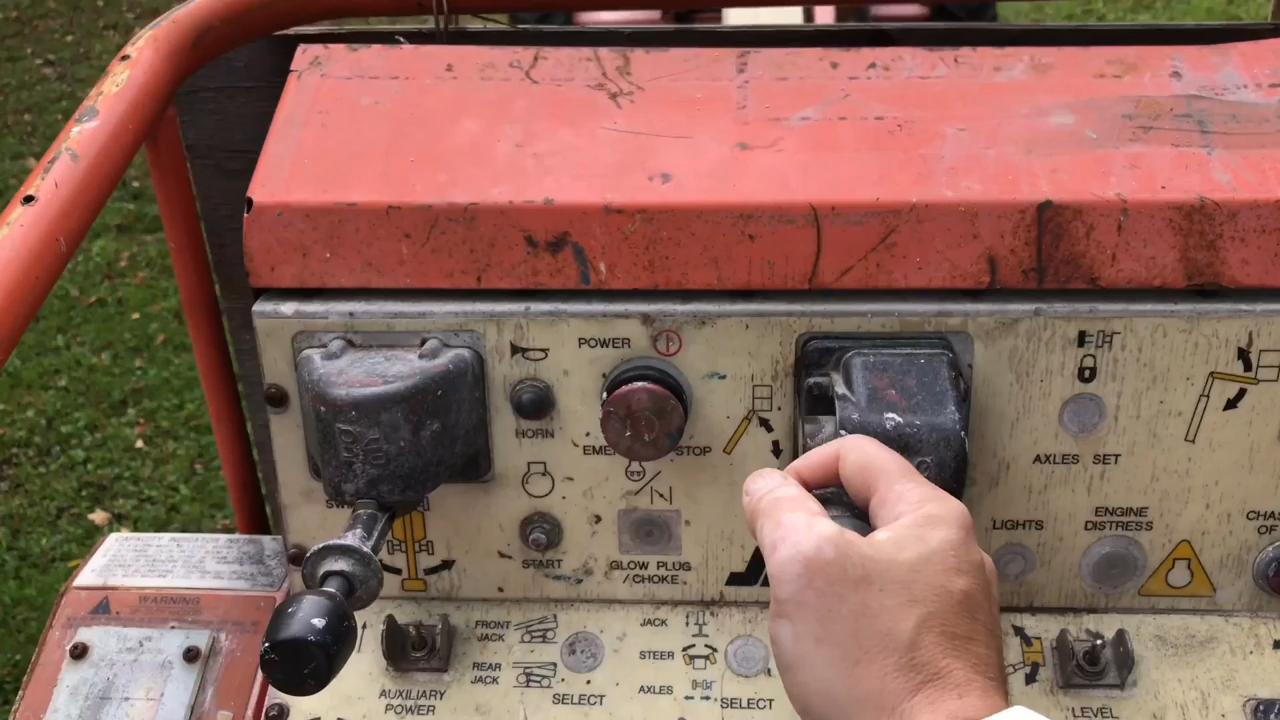 POWER
HORN
STOP
AXLES SET
START
GLOW PLUG
/CHOKE
LIGHTS
ENGINE
DISTRESS
WARNING
FRONT
JACK
REAR
JACK
SELECT
JACK
STEER
AXLES
SELECT
AUXILIARY
POWER
LEVEL